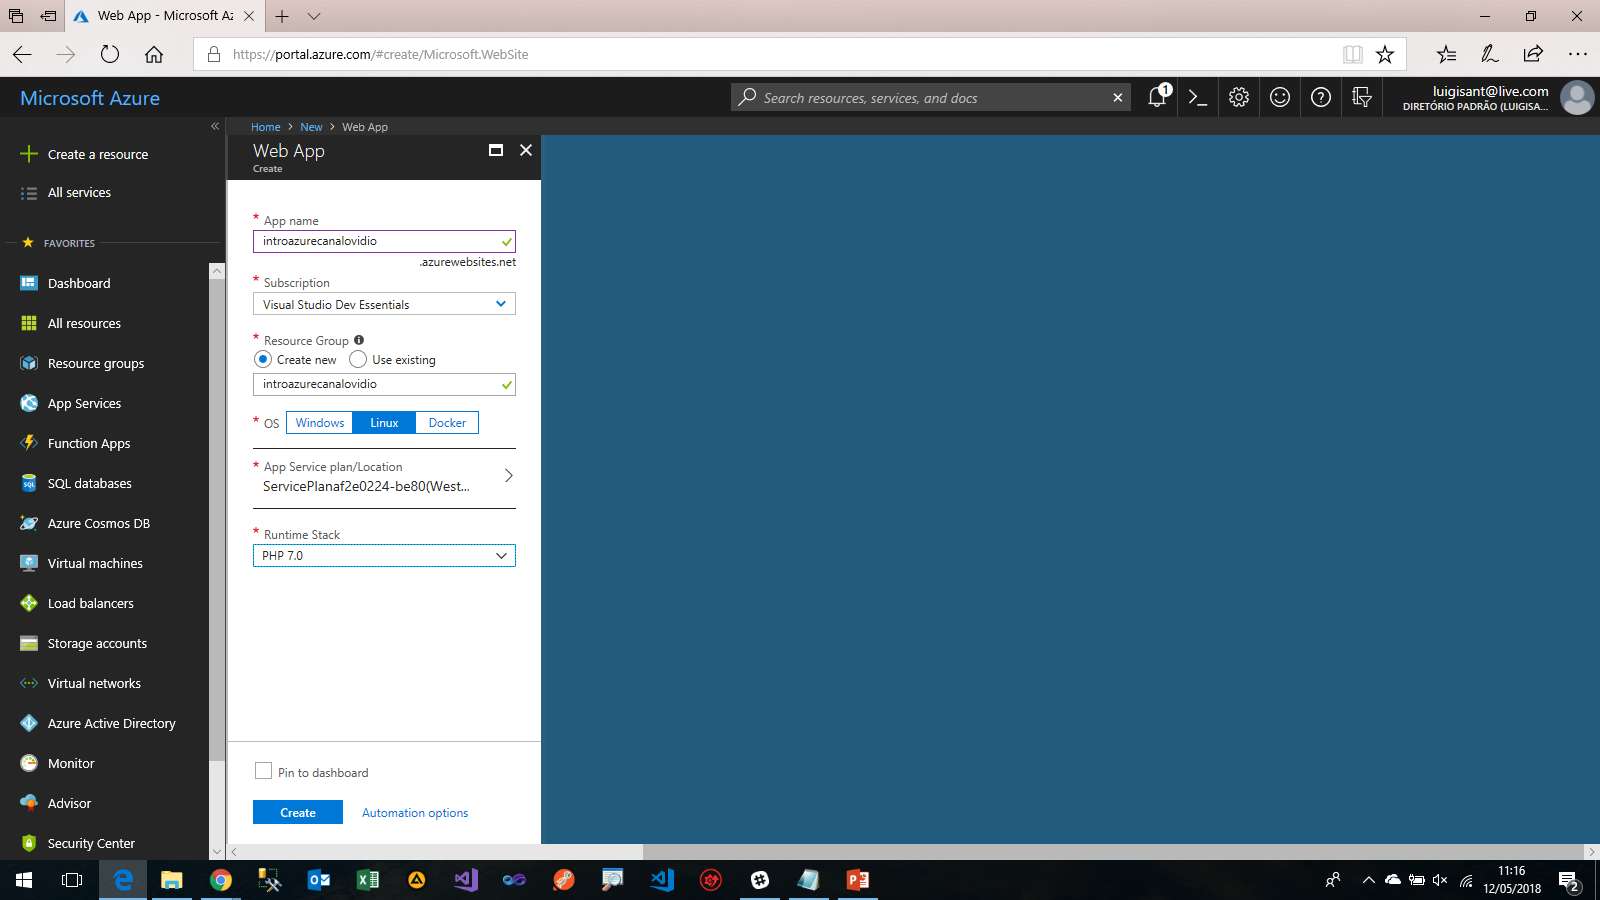 Web App - Microsoft Az
https://portal.azure.com/#create/Microsoft.WebSite
Microsoft Azure
Search resources, services, and docs
1
luigisant@live.com
DIRETÓRIO PADRÃO (LUIGISA...
Home > New > Web App
Create a resource
All services
FAVORITES
Dashboard
All resources
Resource groups
App Services
Function Apps
SQL databases
Azure Cosmos DB
Virtual machines
Load balancers
Storage accounts
Virtual networks
Azure Active Directory
Monitor
Advisor
Security Center
Web App
Create
* App name
introazurecanalovidio
.azurewebsites.net
* Subscription
Visual Studio Dev Essentials
* Resource Group
Create new Use existing
introazurecanalovidio
* OS Windows Linux Docker
* App Service plan/Location
ServicePlanaf2e0224-be80(West...
* Runtime Stack
PHP 7.0
Pin to dashboard
Create Automation options
11:16
12/05/2018
2